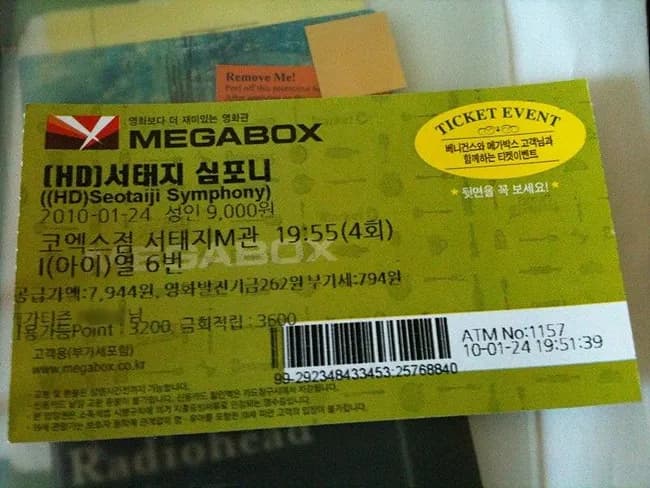 Remove Me!
영화보다 더 재미있는 영화관
MEGABOX
TICKET EVENT
베니건스와 메가박스 고객님과
함께하는 티켓이벤트
* 뒷면을 꼭 보세요! *
(HD)서태지 심포니
((HD)Seotaiji Symphony)
2010-01-24 성인 9,000원
코엑스점 서태지M관 19:55(4회)
I(아이)열 6번
MEGABOX
공급가액:7,944원, 영화발전기금262원 부가세:794원
님
Point : 3200, 금회적립 : 3600
고객용(부가세포함)
www.megabox.co.kr
99-292348433453-25768840
ATM No:1157
10-01-24 19:51:39
Radiohead